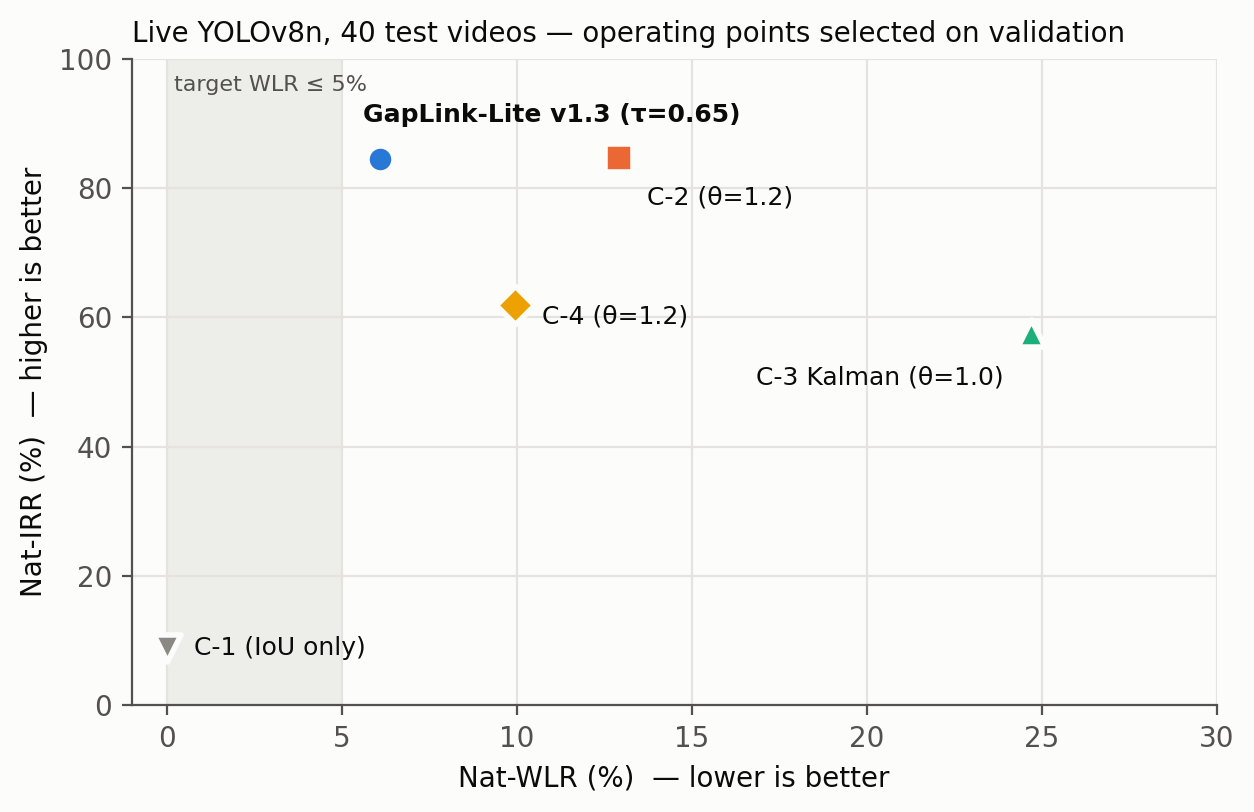 Live YOLOv8n, 40 test videos — operating points selected on validation
100
target WLR ≤ 5%
GapLink-Lite v1.3 (τ=0.65)
80
C-2 (θ=1.2)
60
C-4 (θ=1.2)
C-3 Kalman (θ=1.0)
40
20
C-1 (IoU only)
0
0 5 10 15 20 25 30
Nat-WLR (%) — lower is better
Nat-IRR (%) — higher is better